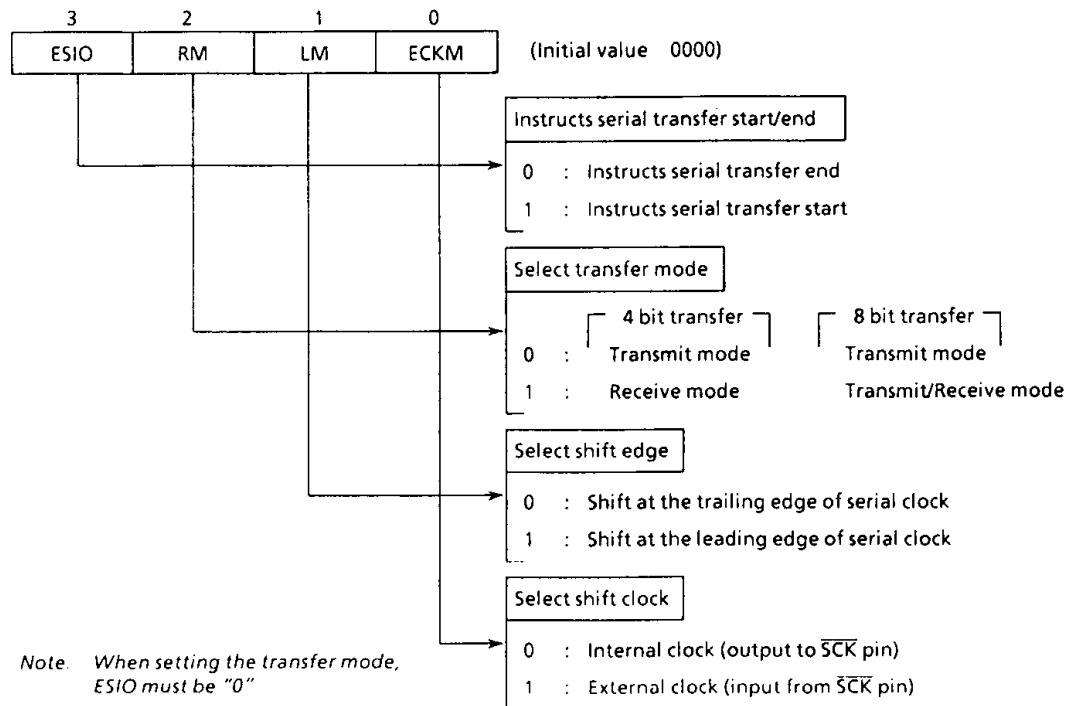 3 2 1 0
ESIO RM LM ECKM (Initial value 0000)
Instructs serial transfer start/end
0 : Instructs serial transfer end
1 : Instructs serial transfer start
Select transfer mode
4 bit transfer 8 bit transfer
0 : Transmit mode Transmit mode
1 : Receive mode Transmit/Receive mode
Select shift edge
0 : Shift at the trailing edge of serial clock
1 : Shift at the leading edge of serial clock
Select shift clock
0 : Internal clock (output to S̅C̅K̅ pin)
1 : External clock (input from S̅C̅K̅ pin)
Note. When setting the transfer mode,
ESIO must be "0"